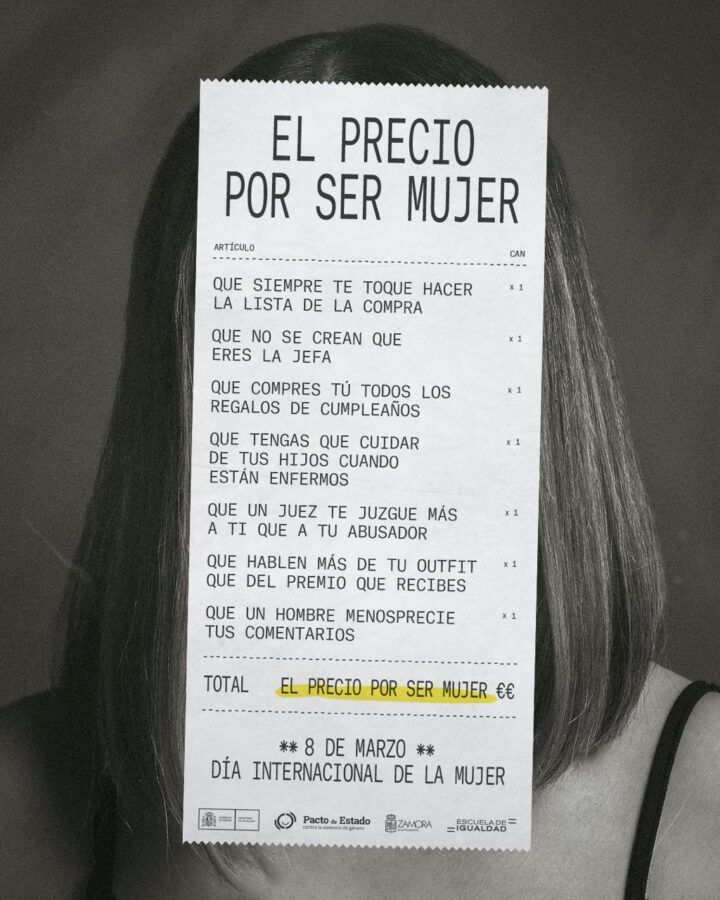 EL PRECIO
POR SER MUJER
ARTÍCULO CAN
QUE SIEMPRE TE TOQUE HACER x 1
LA LISTA DE LA COMPRA
QUE NO SE CREAN QUE x 1
ERES LA JEFA
QUE COMPRES TÚ TODOS LOS x 1
REGALOS DE CUMPLEAÑOS
QUE TENGAS QUE CUIDAR x 1
DE TUS HIJOS CUANDO
ESTÁN ENFERMOS
QUE UN JUEZ TE JUZGUE MÁS x 1
A TI QUE A TU ABUSADOR
QUE HABLEN MÁS DE TU OUTFIT x 1
QUE DEL PREMIO QUE RECIBES
QUE UN HOMBRE MENOSPRECIE x 1
TUS COMENTARIOS
TOTAL EL PRECIO POR SER MUJER €€
** 8 DE MARZO **
DÍA INTERNACIONAL DE LA MUJER
Pacto de Estado
contra la violencia de género
ZAMORA
ESCUELA DE
IGUALDAD